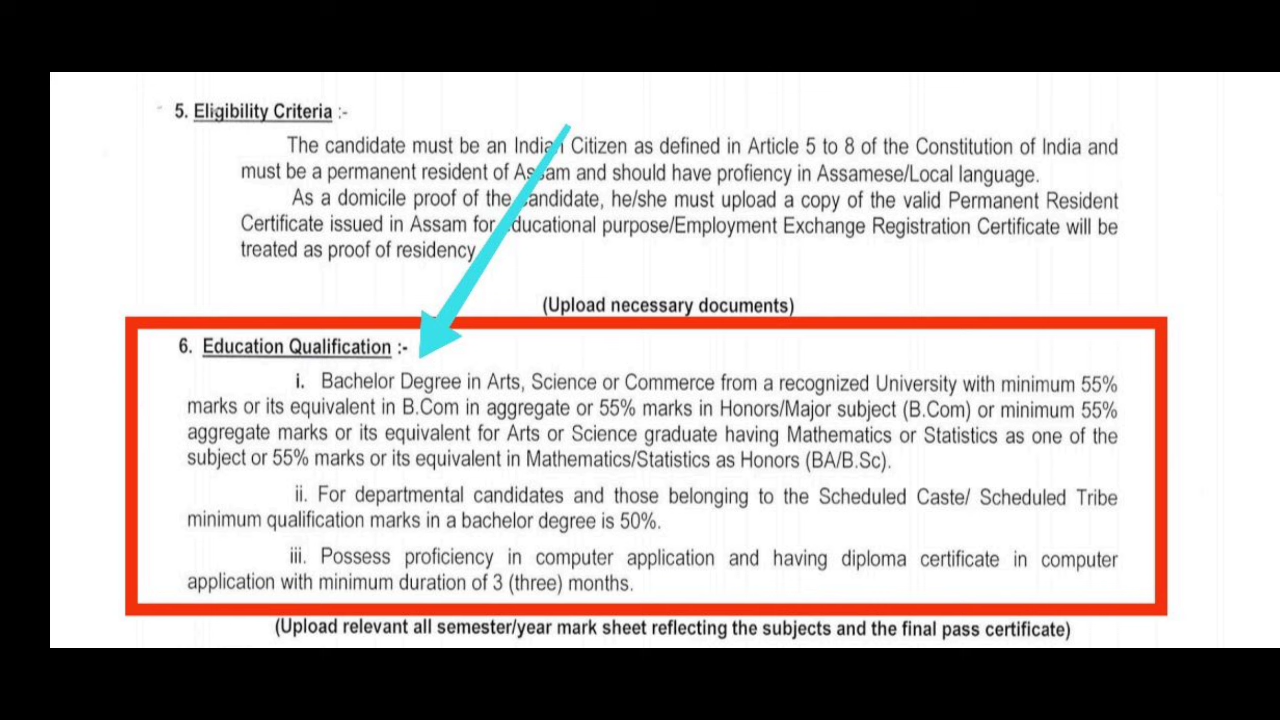 5. Eligibility Criteria :-
The candidate must be an Indian Citizen as defined in Article 5 to 8 of the Constitution of India and
must be a permanent resident of Assam and should have profiency in Assamese/Local language.
As a domicile proof of the candidate, he/she must upload a copy of the valid Permanent Resident
Certificate issued in Assam for educational purpose/Employment Exchange Registration Certificate will be
treated as proof of residency
(Upload necessary documents)
6. Education Qualification :-
i. Bachelor Degree in Arts, Science or Commerce from a recognized University with minimum 55%
marks or its equivalent in B.Com in aggregate or 55% marks in Honors/Major subject (B.Com) or minimum 55%
aggregate marks or its equivalent for Arts or Science graduate having Mathematics or Statistics as one of the
subject or 55% marks or its equivalent in Mathematics/Statistics as Honors (BA/B.Sc).
ii. For departmental candidates and those belonging to the Scheduled Caste/ Scheduled Tribe
minimum qualification marks in a bachelor degree is 50%.
iii. Possess proficiency in computer application and having diploma certificate in computer
application with minimum duration of 3 (three) months.
(Upload relevant all semester/year mark sheet reflecting the subjects and the final pass certificate)